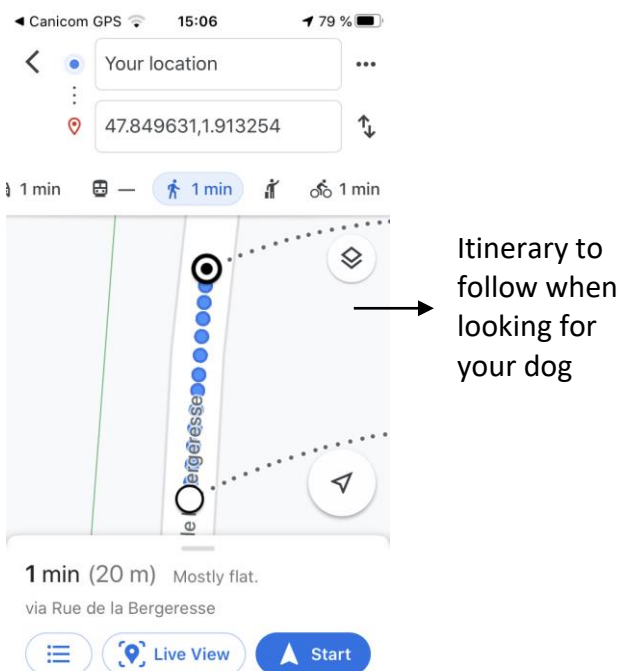 ◀ Canicom GPS 15:06 79 %
Your location
47.849631,1.913254
1 min — 1 min 1 min
Itinerary to
follow when
looking for
your dog
de l Bergeresse
1 min (20 m) Mostly flat.
via Rue de la Bergeresse
Live View Start